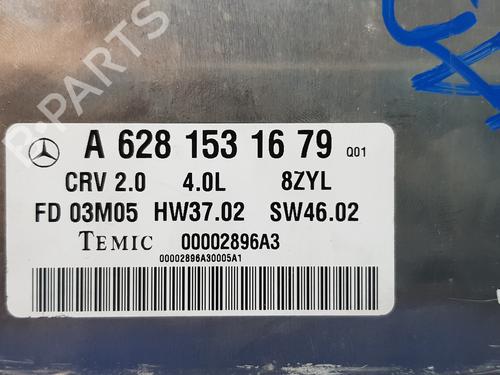 R-PARTS
A 628 153 16 79 Q01
CRV 2.0 4.0L 8ZYL
FD 03M05 HW37.02 SW46.02
TEMIC 00002896A3
00002896A30005A1